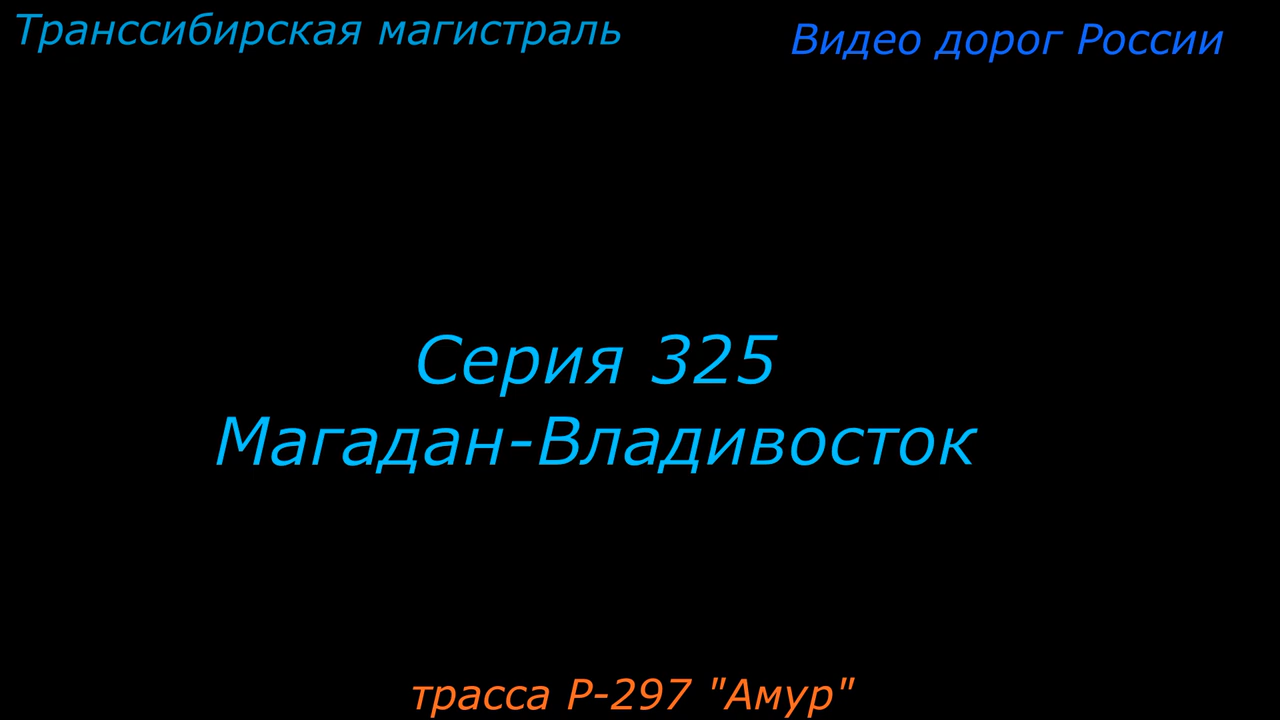 Транссибирская магистраль
Видео дорог России
Серия 325
Магадан-Владивосток
трасса Р-297 "Амур"